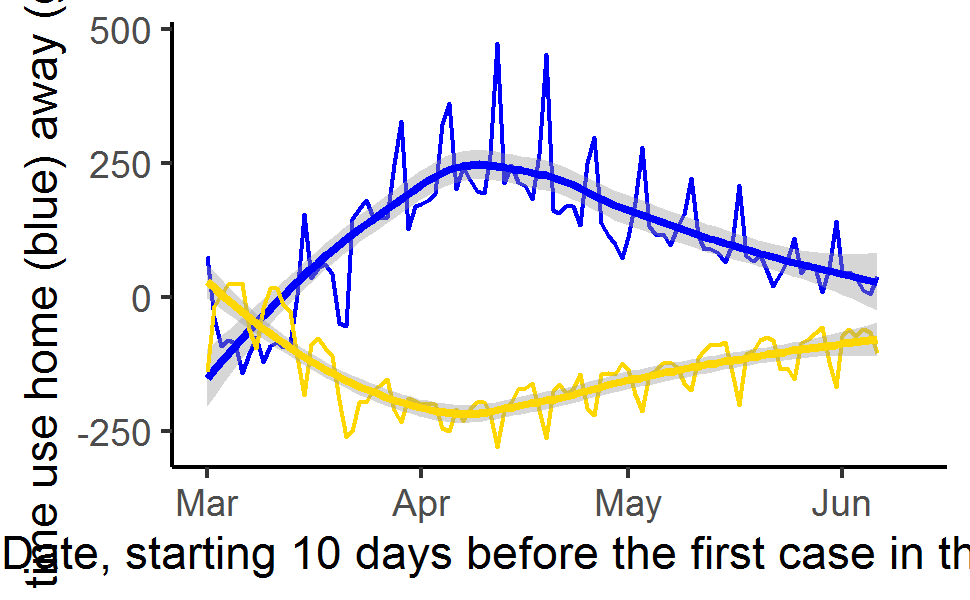 time use home (blue) away (g
500
250
0
-250
Mar Apr May Jun
Date, starting 10 days before the first case in th